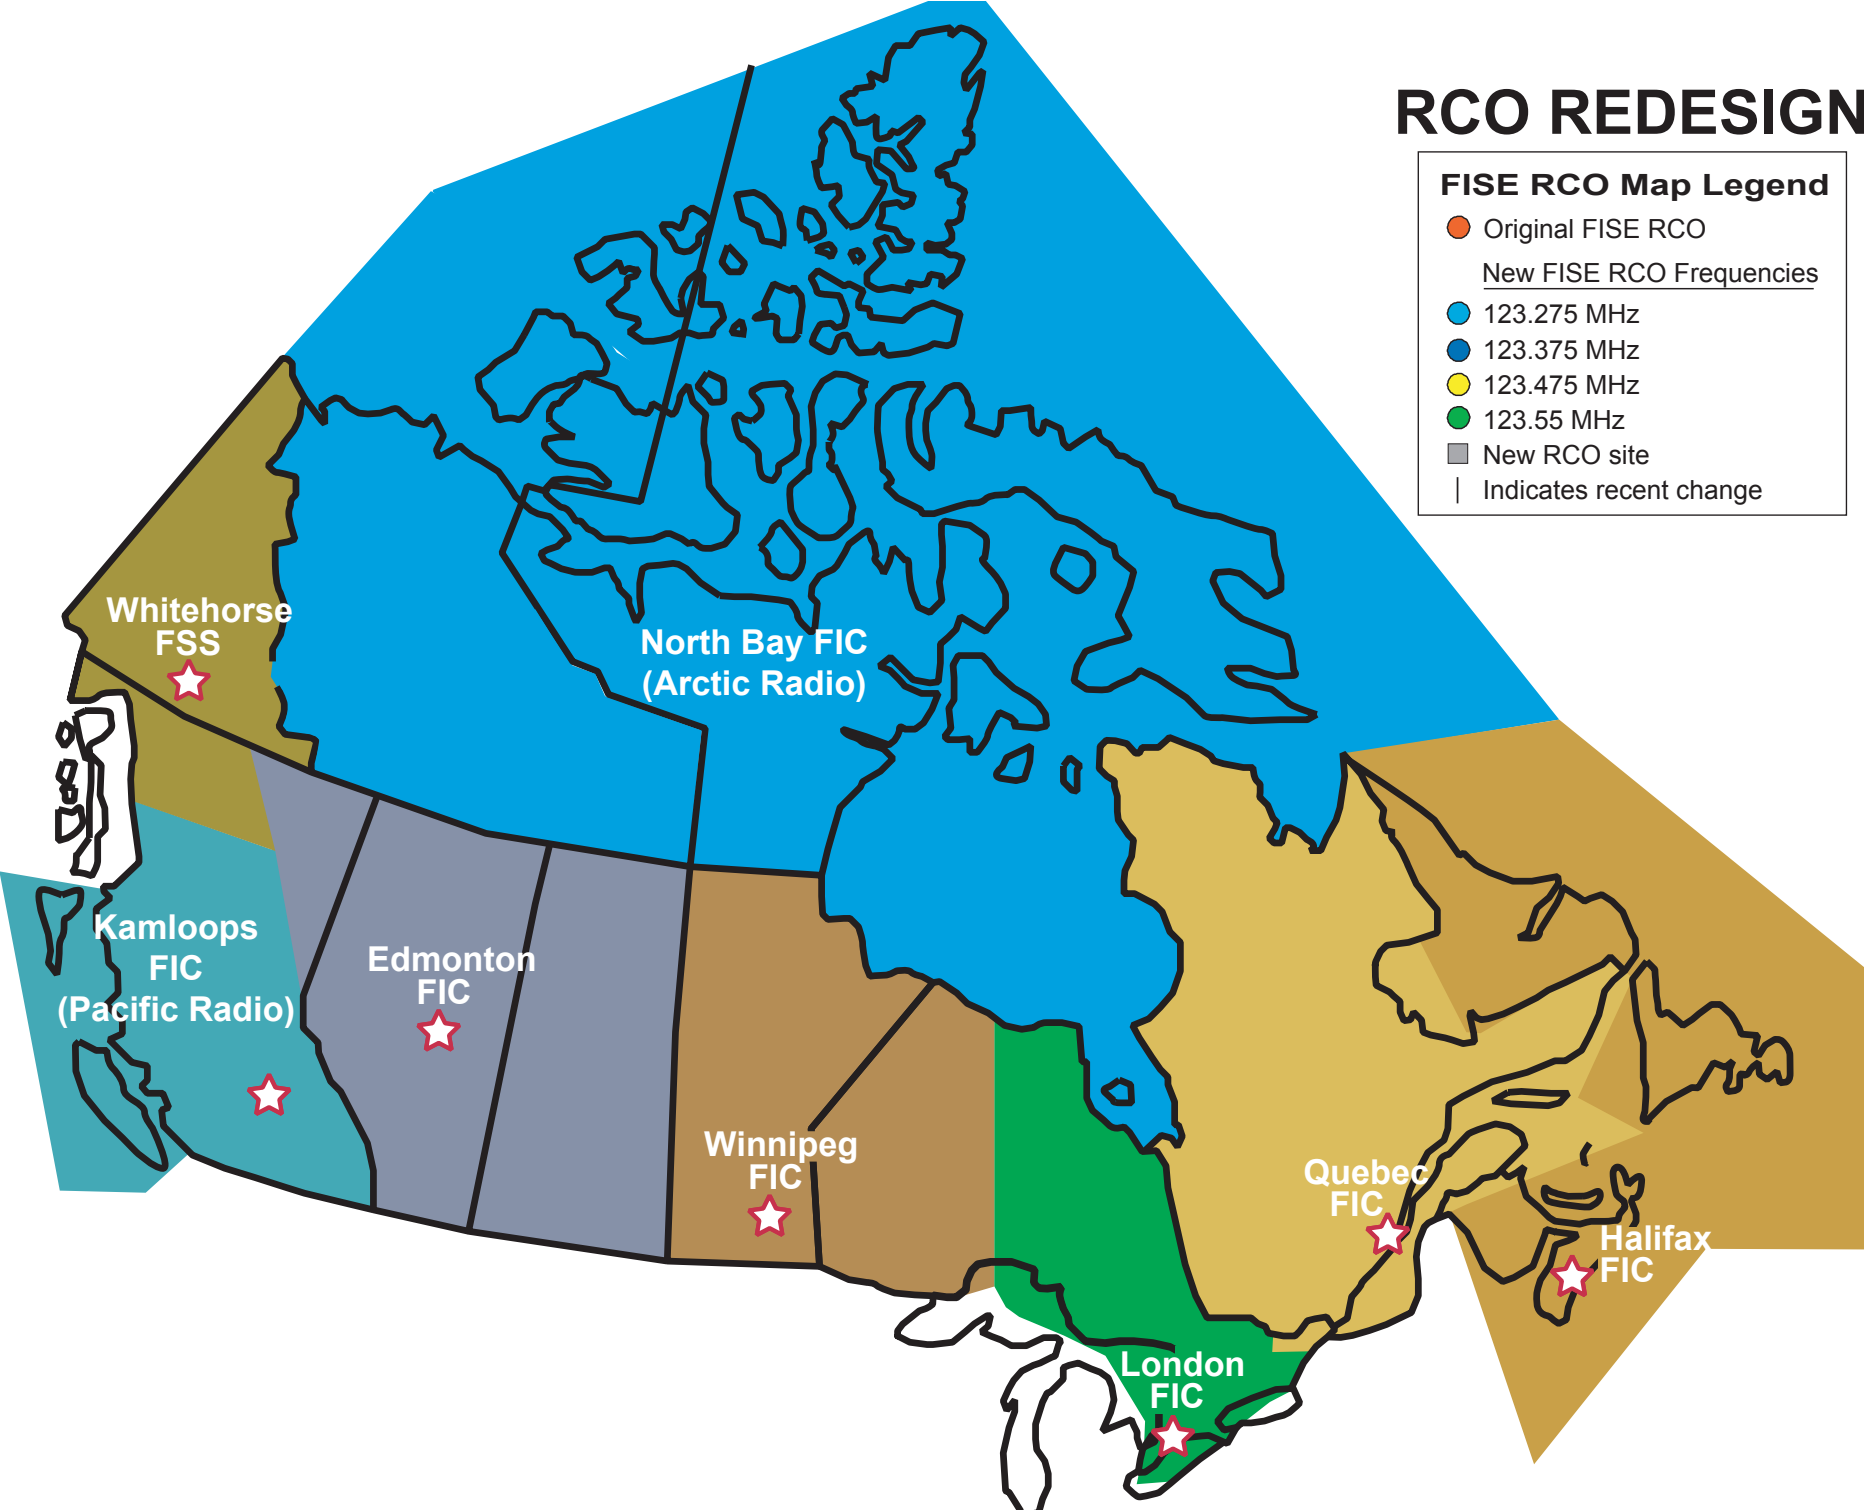 RCO REDESIGN
FISE RCO Map Legend
Original FISE RCO
New FISE RCO Frequencies
123.275 MHz
123.375 MHz
123.475 MHz
123.55 MHz
New RCO site
Indicates recent change
Whitehorse
FSS
North Bay FIC
(Arctic Radio)
Kamloops
FIC
(Pacific Radio)
Edmonton
FIC
Winnipeg
FIC
Quebec
FIC
Halifax
FIC
London
FIC